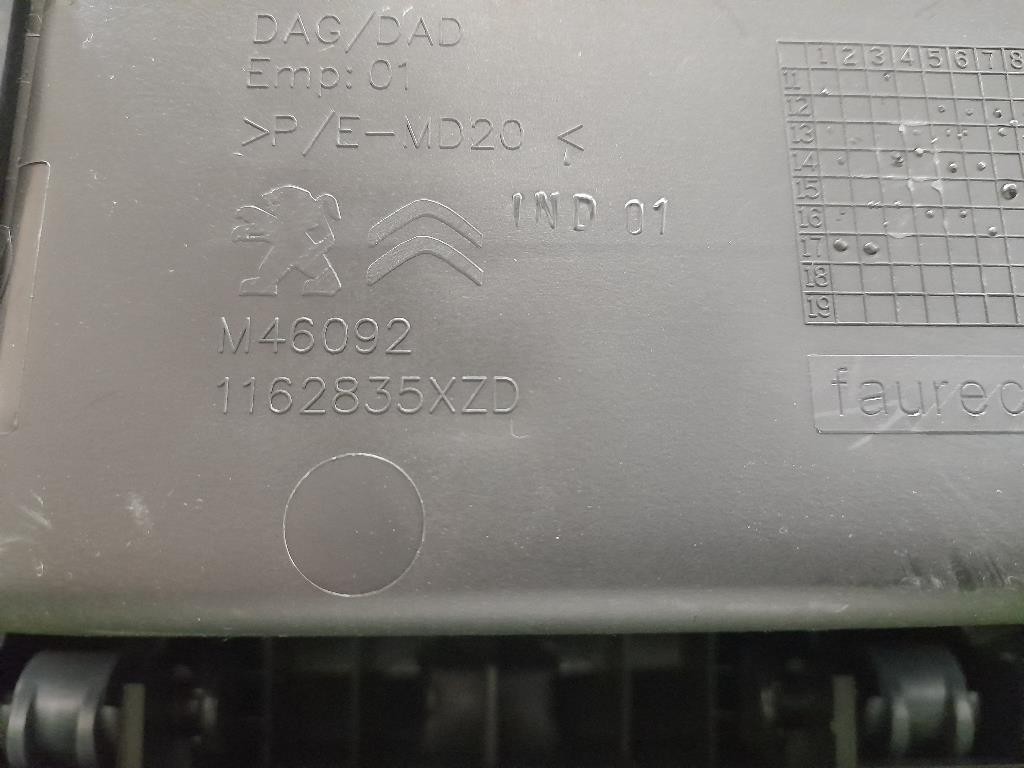 DAG/DAD
Emp: 01
>P/E-MD20 <
IND 01
M46092
1162835XZD
1 2 3 4 5 6 7 8
11
12
13
14
15
16
17
18
19
faurec